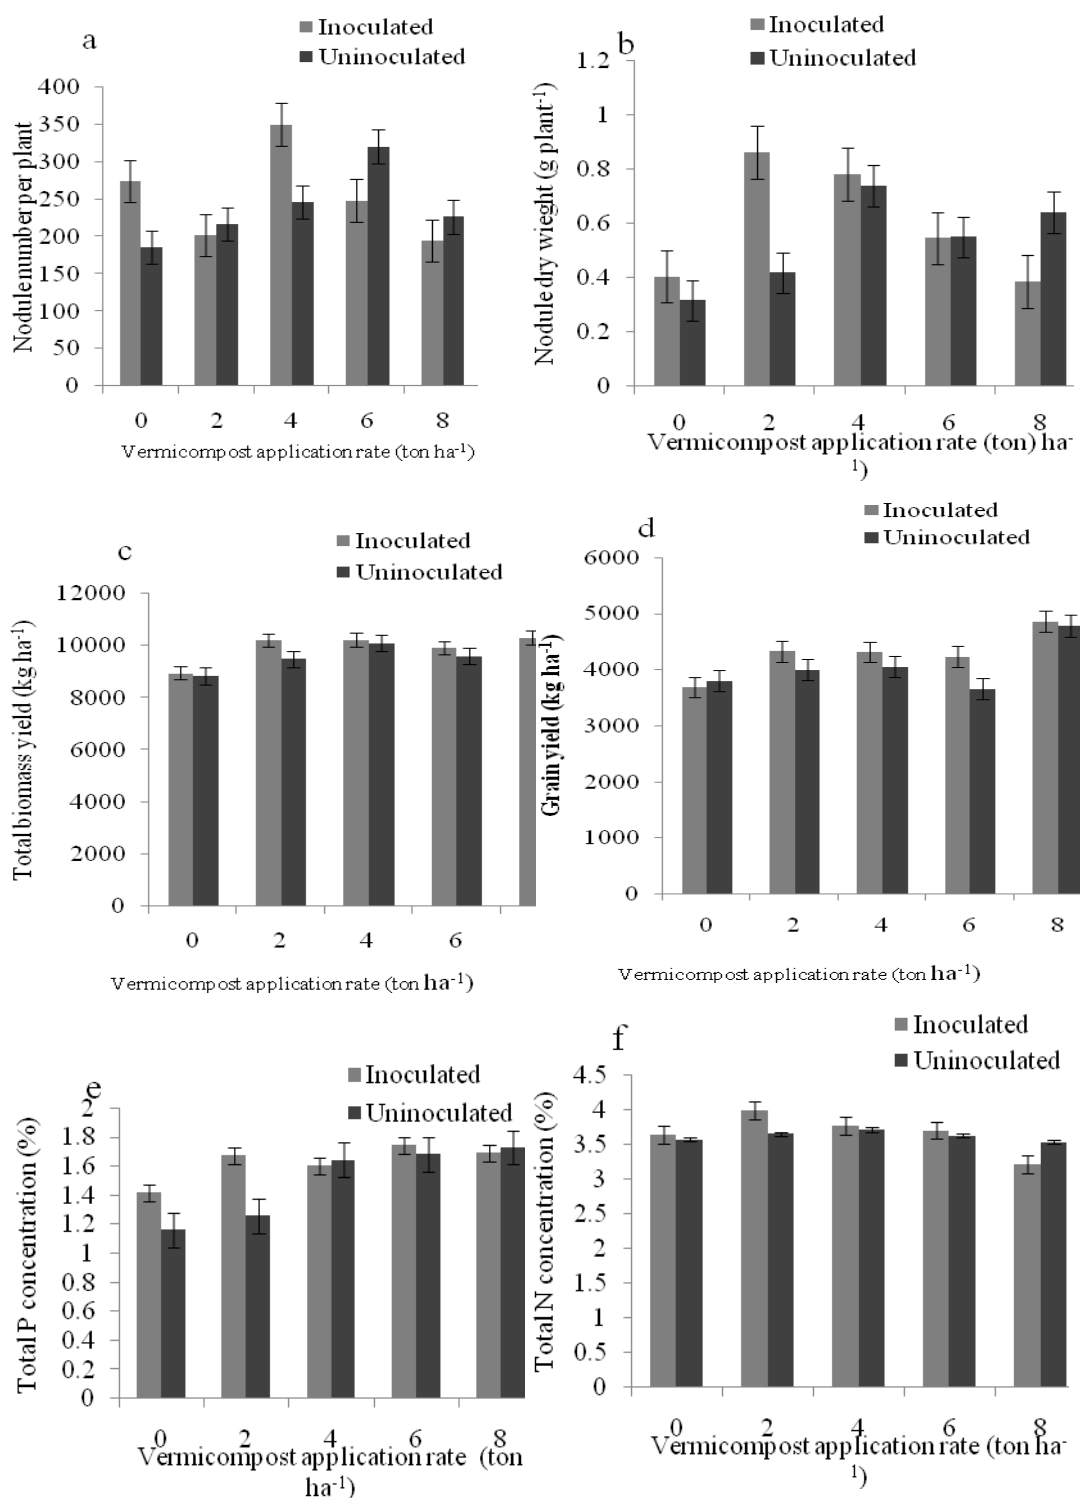 a
Inoculated
Uninoculated
400
350
300
250
200
150
100
50
0
Nodule number per plant
0 2 4 6 8
Vermicompost application rate (ton ha-1)
b
Inoculated
Uninoculated
1.2
1
0.8
0.6
0.4
0.2
0
Nodule dry wieght (g plant-1)
0 2 4 6 8
Vermicompost application rate (ton) ha-
1)
c
Inoculated
Uninoculated
12000
10000
8000
6000
4000
2000
0
Total biomass yield (kg ha-1)
0 2 4 6
Vermicompost application rate (ton ha-1)
d
Inoculated
Uninoculated
6000
5000
4000
3000
2000
1000
0
Grain yield (kg ha-1)
0 2 4 6 8
Vermicompost application rate (ton ha-1)
e
Inoculated
Uninoculated
2
1.8
1.6
1.4
1.2
1
0.8
0.6
0.4
0.2
0
Total P concentration (%)
0 2 4 6 8
Vermicompost application rate (ton
ha-1)
f
Inoculated
Uninoculated
4.5
4
3.5
3
2.5
2
1.5
1
0.5
0
Total N concentration (%)
0 2 4 6 8
Vermicompost application rate (ton ha-
1)